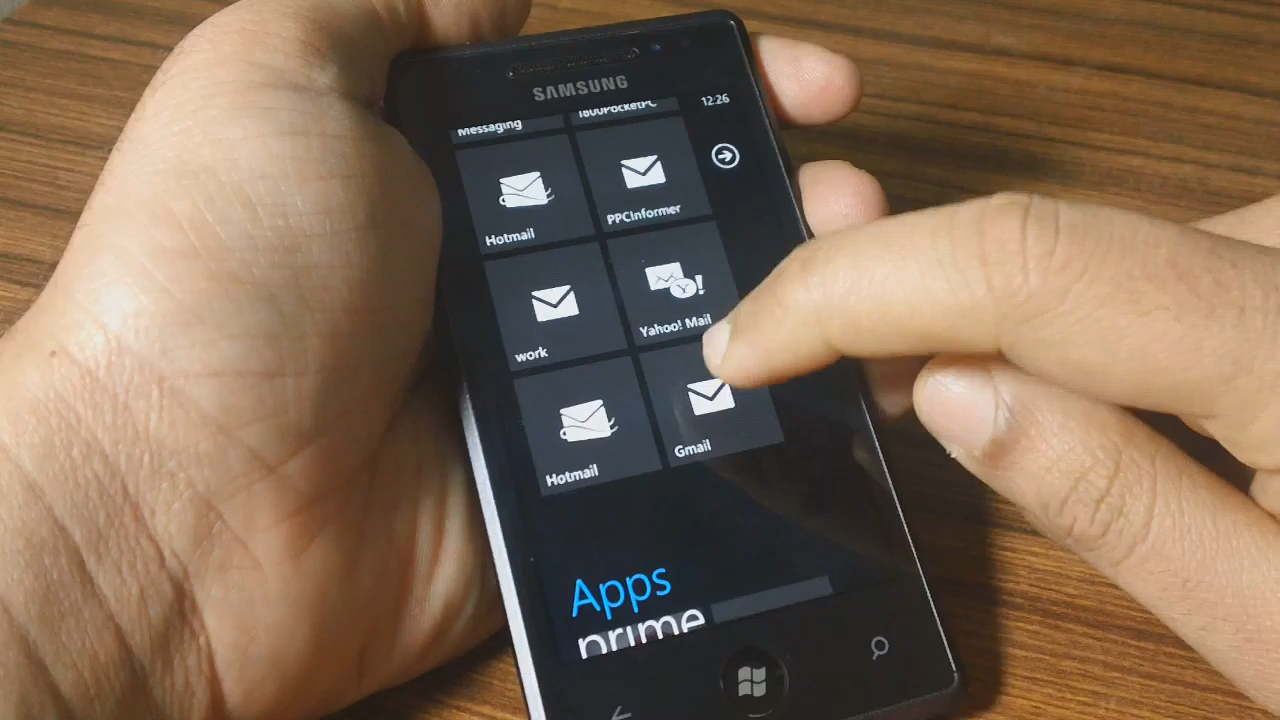 SAMSUNG
12:26
Messaging
1800PocketPC
Hotmail
PPCInformer
work
Yahoo! Mail
Hotmail
Gmail
Apps
prime